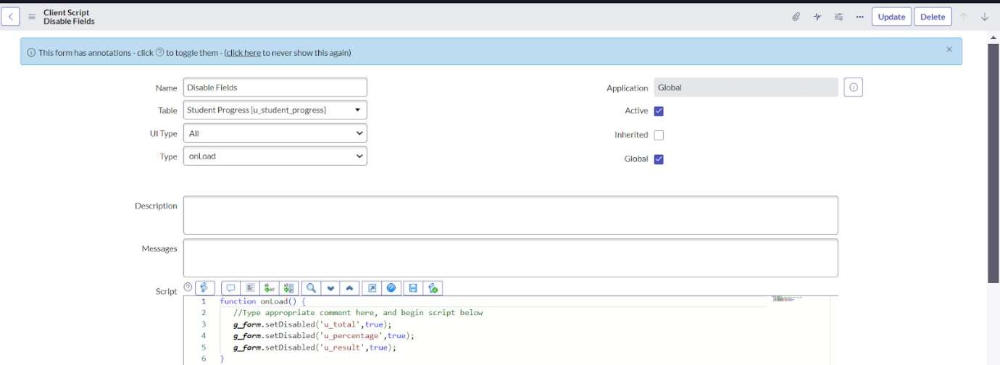 Client Script
Disable Fields
Update
Delete
This form has annotations - click ? to toggle them - (click here to never show this again)
Name
Disable Fields
Application
Global
Table
Student Progress [u_student_progress]
Active
UI Type
All
Inherited
Type
onLoad
Global
Description
Messages
Script
1 function onLoad() {
2 //Type appropriate comment here, and begin script below
3 g_form.setDisabled('u_total',true);
4 g_form.setDisabled('u_percentage',true);
5 g_form.setDisabled('u_result',true);
6 }